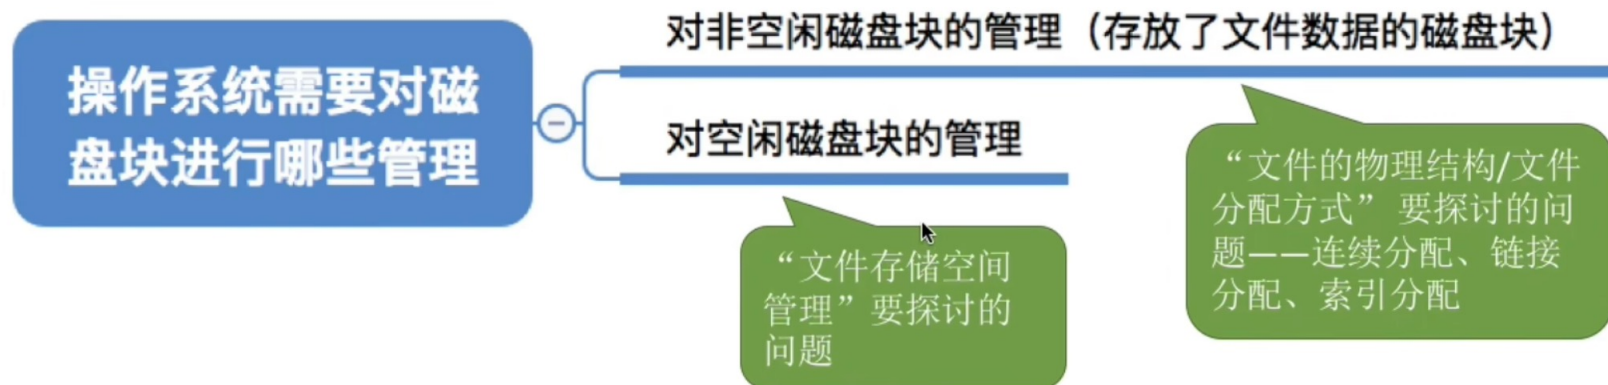 操作系统需要对磁
盘块进行哪些管理
对非空闲磁盘块的管理（存放了文件数据的磁盘块）
对空闲磁盘块的管理
“文件的物理结构/文件
分配方式” 要探讨的问
题——连续分配、链接
分配、索引分配
“文件存储空间
管理”要探讨的
问题